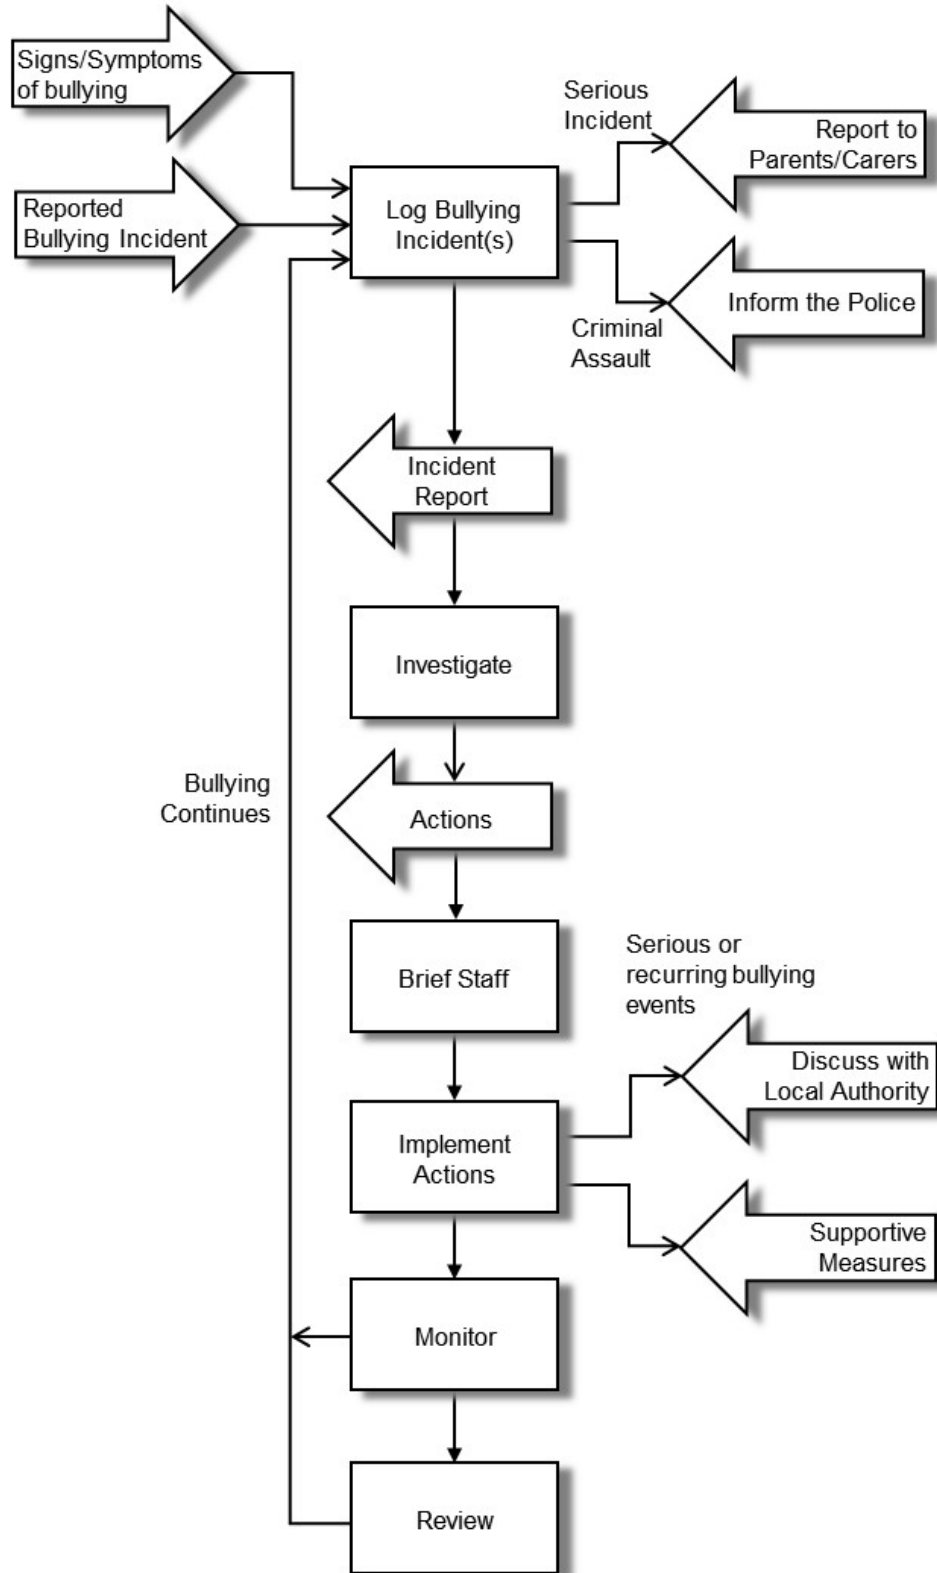 Signs/Symptoms
of bullying
Serious
Incident
Report to
Parents/Carers
Reported
Bullying Incident
Log Bullying
Incident(s)
Inform the Police
Criminal
Assault
Incident
Report
Investigate
Bullying
Continues
Actions
Brief Staff
Serious or
recurring bullying
events
Discuss with
Local Authority
Implement
Actions
Supportive
Measures
Monitor
Review